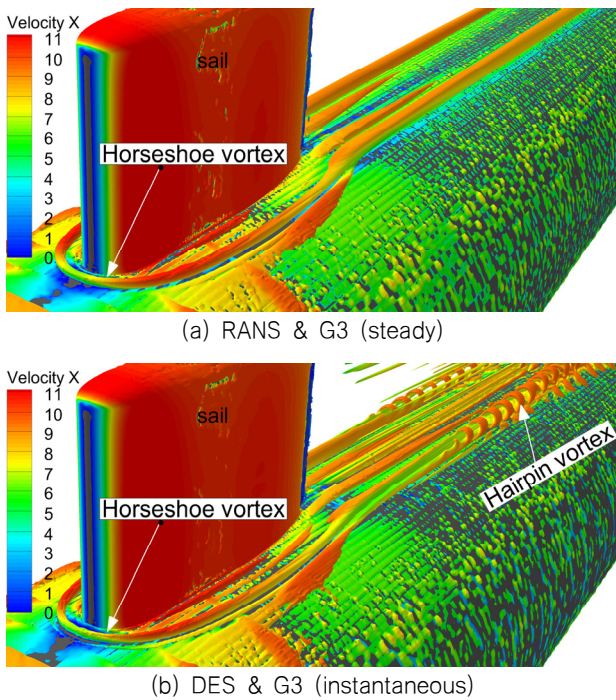 Velocity X
11
10
9
8
7
6
5
4
3
2
1
0
sail
Horseshoe vortex
(a) RANS & G3 (steady)
Velocity X
11
10
9
8
7
6
5
4
3
2
1
0
sail
Horseshoe vortex
Hairpin vortex
(b) DES & G3 (instantaneous)